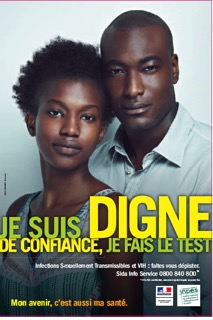 JE SUIS DIGNE
DE CONFIANCE, JE FAIS LE TEST
Infections Sexuellement Transmissibles et VIH : faites vous dépister.
Sida Info Service 0800 840 800*
Mon avenir, c'est aussi ma santé.
inpes